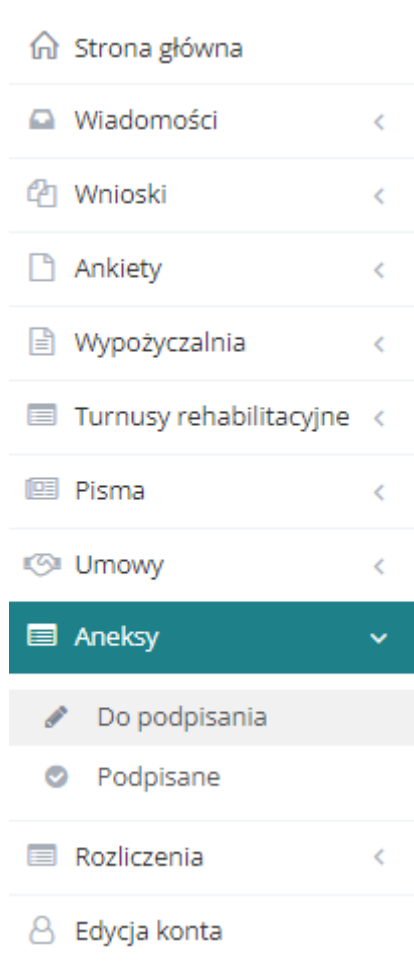 Strona główna
Wiadomości
Wnioski
Ankiety
Wypożyczalnia
Turnusy rehabilitacyjne
Pisma
Umowy
Aneksy
Do podpisania
Podpisane
Rozliczenia
Edycja konta